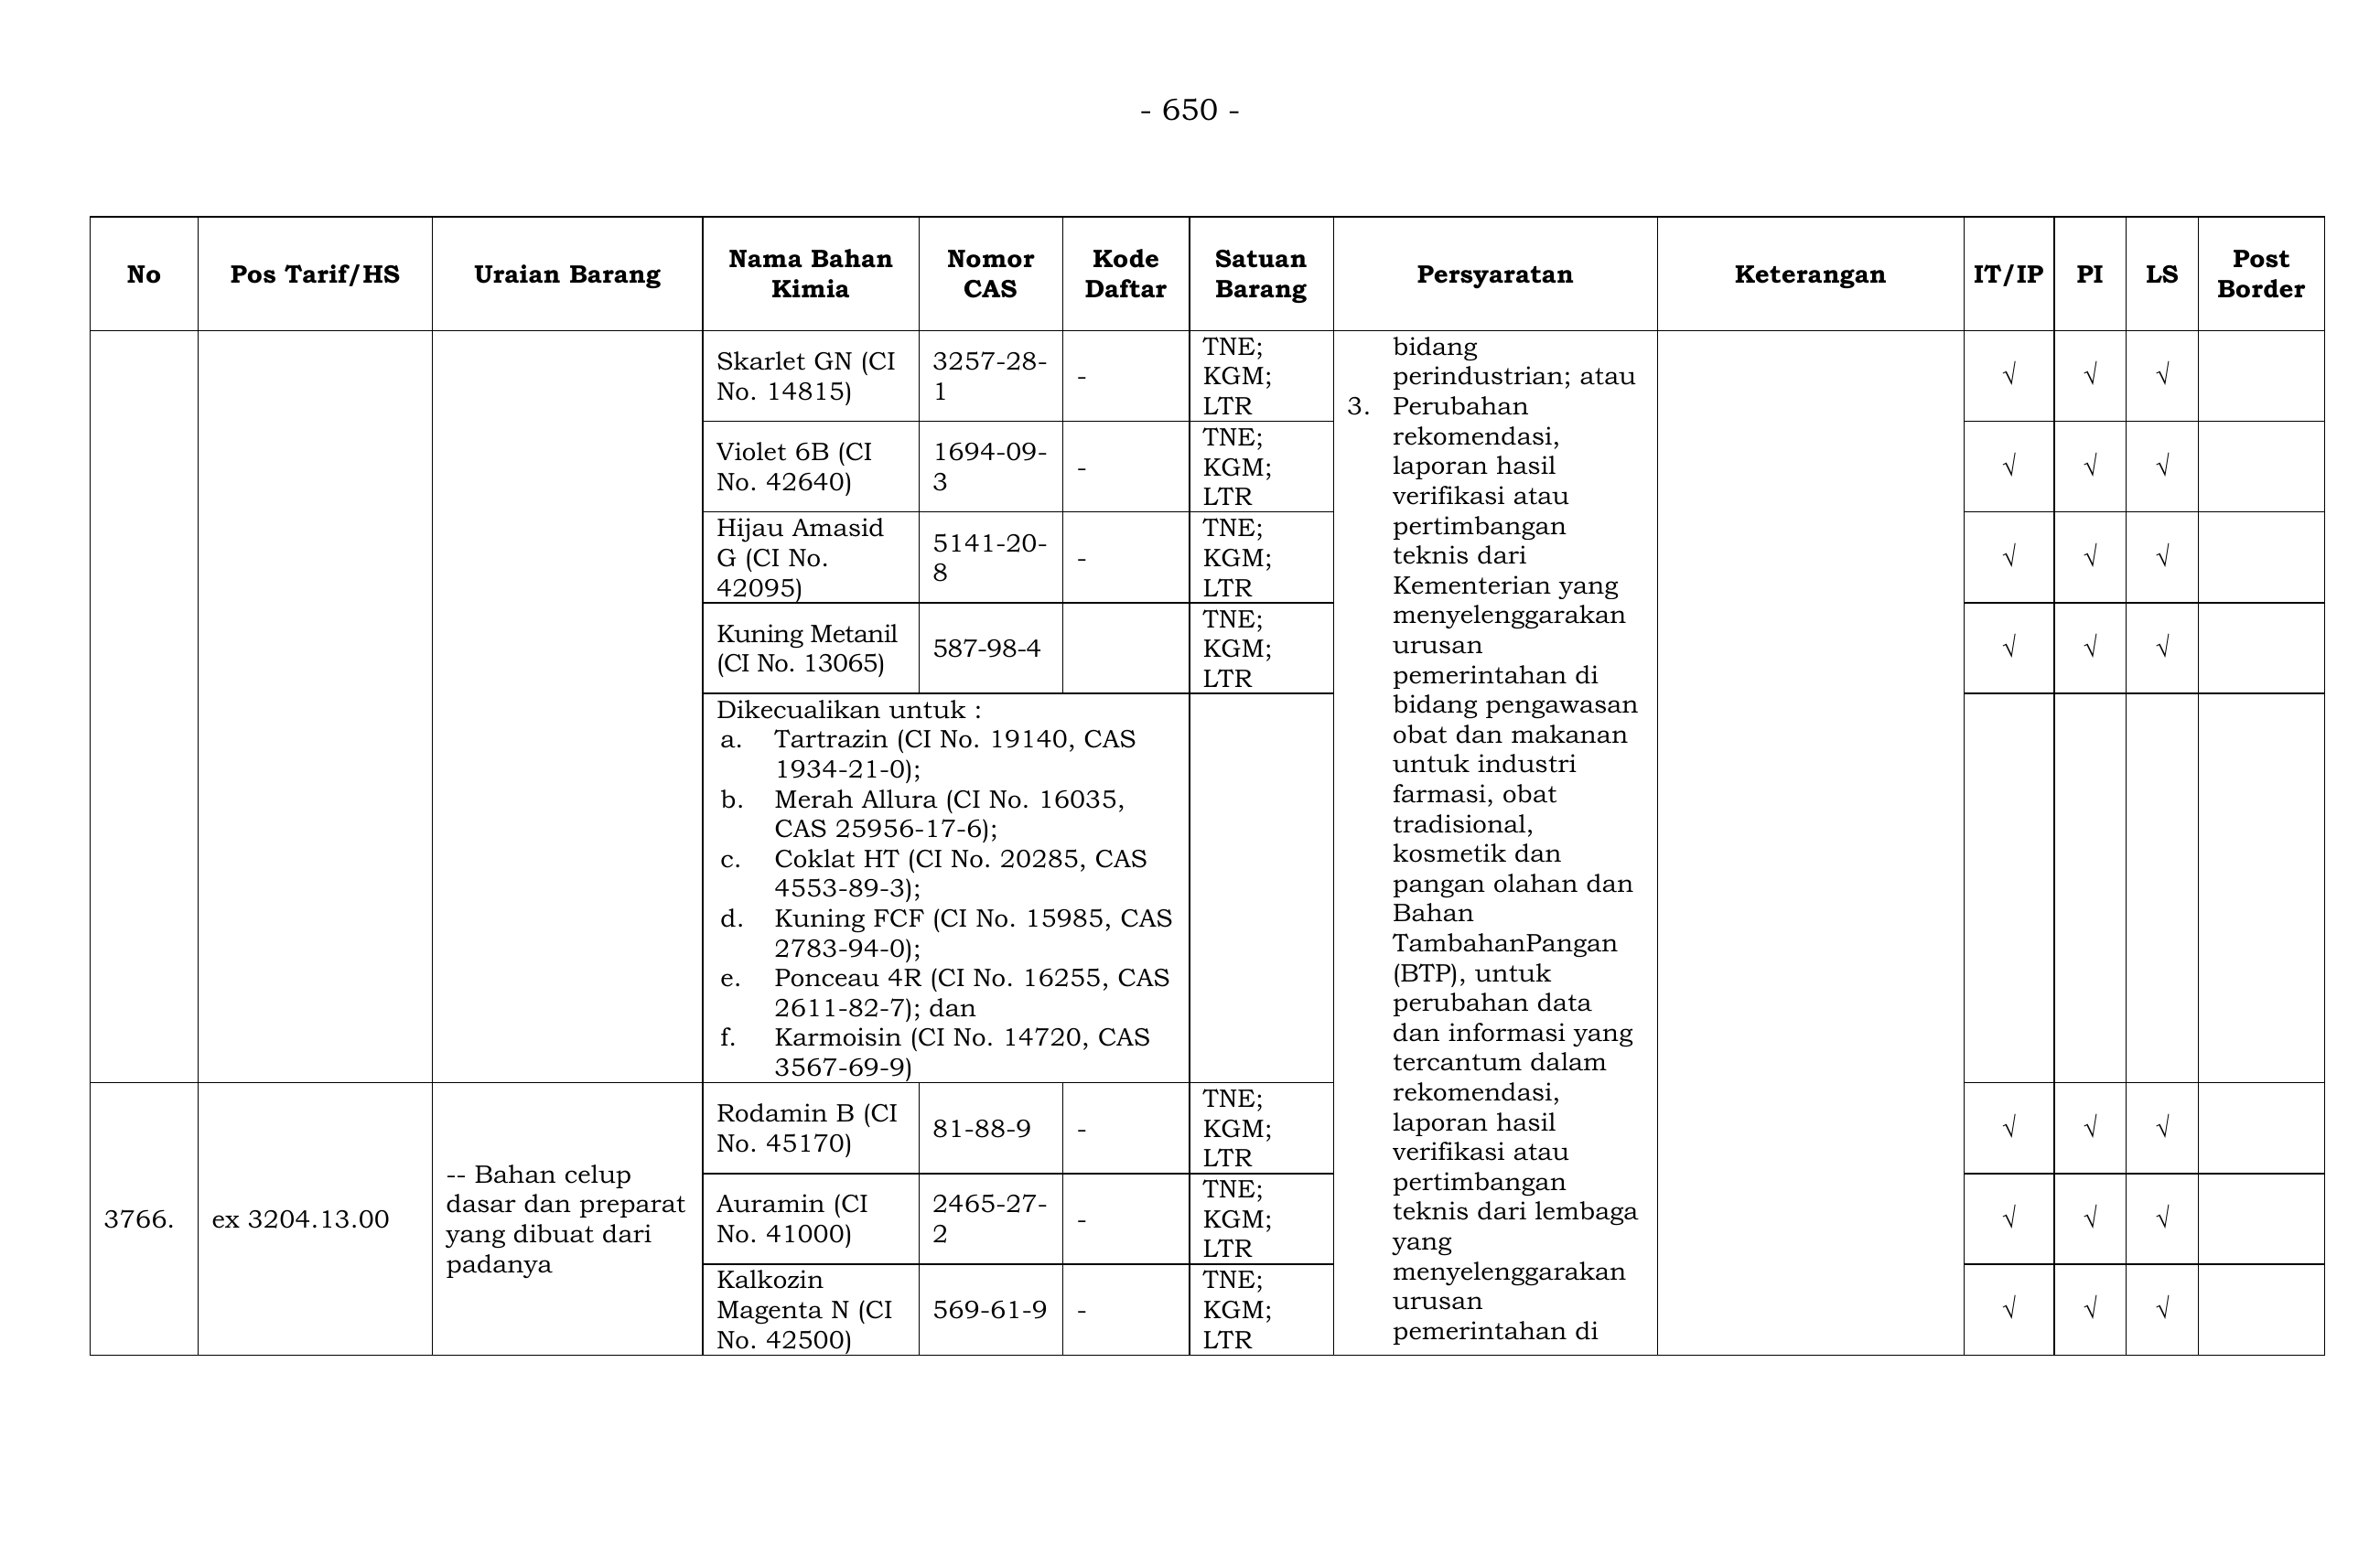 - 650 -
No
Pos Tarif/HS
Uraian Barang
Nama Bahan
Kimia
Nomor
CAS
Kode
Daftar
Satuan
Barang
Persyaratan
Keterangan
IT/IP
PI
LS
Post
Border
Skarlet GN (CI
No. 14815)
3257-28-
1
-
TNE;
KGM;
LTR
√
√
√
Violet 6B (CI
No. 42640)
1694-09-
3
-
TNE;
KGM;
LTR
√
√
√
Hijau Amasid
G (CI No.
42095)
5141-20-
8
-
TNE;
KGM;
LTR
√
√
√
Kuning Metanil
(CI No. 13065)
587-98-4
TNE;
KGM;
LTR
√
√
√
Dikecualikan untuk :
a. Tartrazin (CI No. 19140, CAS
1934-21-0);
b. Merah Allura (CI No. 16035,
CAS 25956-17-6);
c. Coklat HT (CI No. 20285, CAS
4553-89-3);
d. Kuning FCF (CI No. 15985, CAS
2783-94-0);
e. Ponceau 4R (CI No. 16255, CAS
2611-82-7); dan
f. Karmoisin (CI No. 14720, CAS
3567-69-9)
bidang
perindustrian; atau
3. Perubahan
rekomendasi,
laporan hasil
verifikasi atau
pertimbangan
teknis dari
Kementerian yang
menyelenggarakan
urusan
pemerintahan di
bidang pengawasan
obat dan makanan
untuk industri
farmasi, obat
tradisional,
kosmetik dan
pangan olahan dan
Bahan
TambahanPangan
(BTP), untuk
perubahan data
dan informasi yang
tercantum dalam
rekomendasi,
laporan hasil
verifikasi atau
pertimbangan
teknis dari lembaga
yang
menyelenggarakan
urusan
pemerintahan di
3766.
ex 3204.13.00
-- Bahan celup
dasar dan preparat
yang dibuat dari
padanya
Rodamin B (CI
No. 45170)
81-88-9
-
TNE;
KGM;
LTR
√
√
√
Auramin (CI
No. 41000)
2465-27-
2
-
TNE;
KGM;
LTR
√
√
√
Kalkozin
Magenta N (CI
No. 42500)
569-61-9
-
TNE;
KGM;
LTR
√
√
√